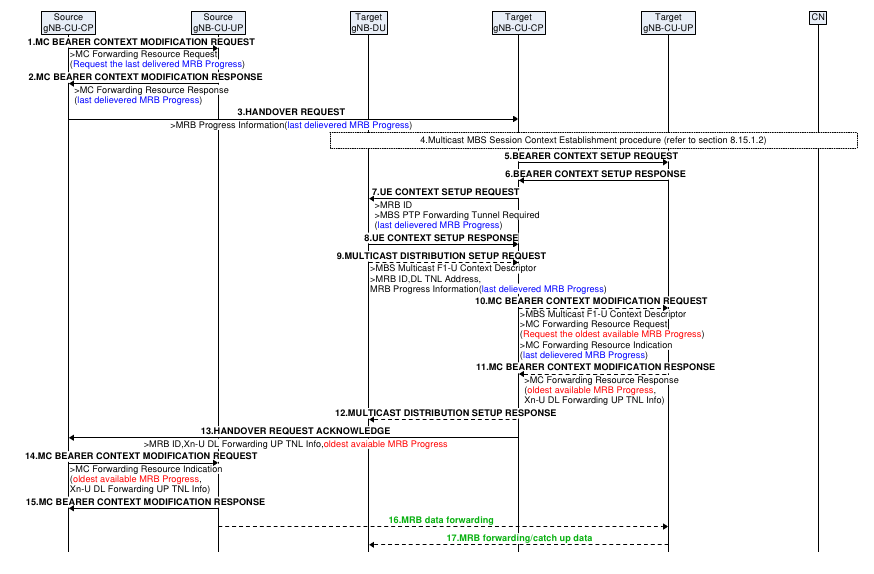 Source
gNB-CU-CP
Source
gNB-CU-UP
Target
gNB-DU
Target
gNB-CU-CP
Target
gNB-CU-UP
CN
1.MC BEARER CONTEXT MODIFICATION REQUEST
>MC Forwarding Resource Request
(Request the last delievered MRB Progress)
2.MC BEARER CONTEXT MODIFICATION RESPONSE
>MC Forwarding Resource Response
(last delievered MRB Progress)
3.HANDOVER REQUEST
>MRB Progress Information(last delievered MRB Progress)
4.Multicast MBS Session Context Establishment procedure (refer to section 8.15.1.2)
5.BEARER CONTEXT SETUP REQUEST
6.BEARER CONTEXT SETUP RESPONSE
7.UE CONTEXT SETUP REQUEST
>MRB ID
>MBS PTP Forwarding Tunnel Required
(last delievered MRB Progress)
8.UE CONTEXT SETUP RESPONSE
9.MULTICAST DISTRIBUTION SETUP REQUEST
>MBS Multicast F1-U Context Descriptor
>MRB ID,DL TNL Address,
MRB Progress Information(last delievered MRB Progress)
10.MC BEARER CONTEXT MODIFICATION REQUEST
>MBS Multicast F1-U Context Descriptor
>MC Forwarding Resource Request
(Request the oldest available MRB Progress)
>MC Forwarding Resource Indication
(last delievered MRB Progress)
11.MC BEARER CONTEXT MODIFICATION RESPONSE
>MC Forwarding Resource Response
(oldest available MRB Progress,
Xn-U DL Forwarding UP TNL Info)
12.MULTICAST DISTRIBUTION SETUP RESPONSE
13.HANDOVER REQUEST ACKNOWLEDGE
>MRB ID,Xn-U DL Forwarding UP TNL Info,oldest avaiable MRB Progress
14.MC BEARER CONTEXT MODIFICATION REQUEST
>MC Forwarding Resource Indication
(oldest available MRB Progress,
Xn-U DL Forwarding UP TNL Info)
15.MC BEARER CONTEXT MODIFICATION RESPONSE
16.MRB data forwarding
17.MRB forwarding/catch up data